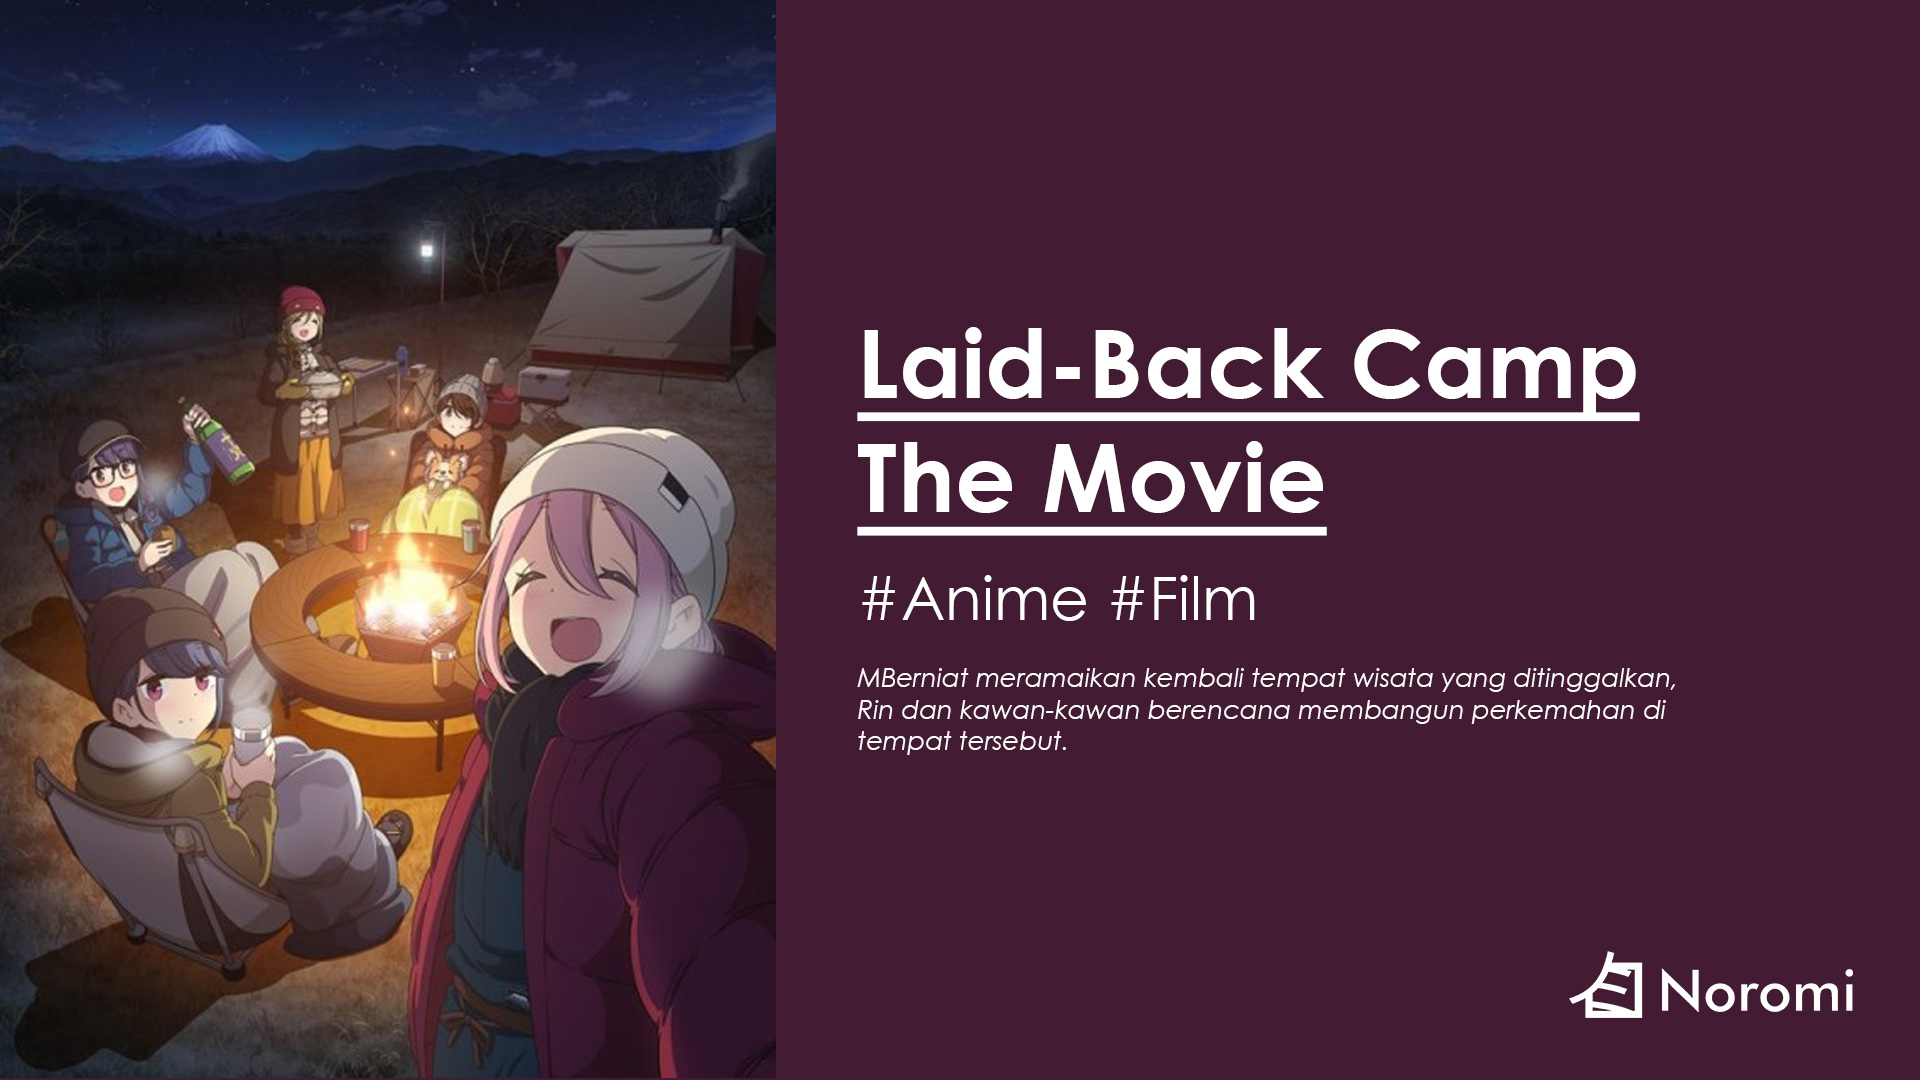 Laid-Back Camp
The Movie
#Anime #Film
MBerniat meramaikan kembali tempat wisata yang ditinggalkan,
Rin dan kawan-kawan berencana membangun perkemahan di
tempat tersebut.
Noromi